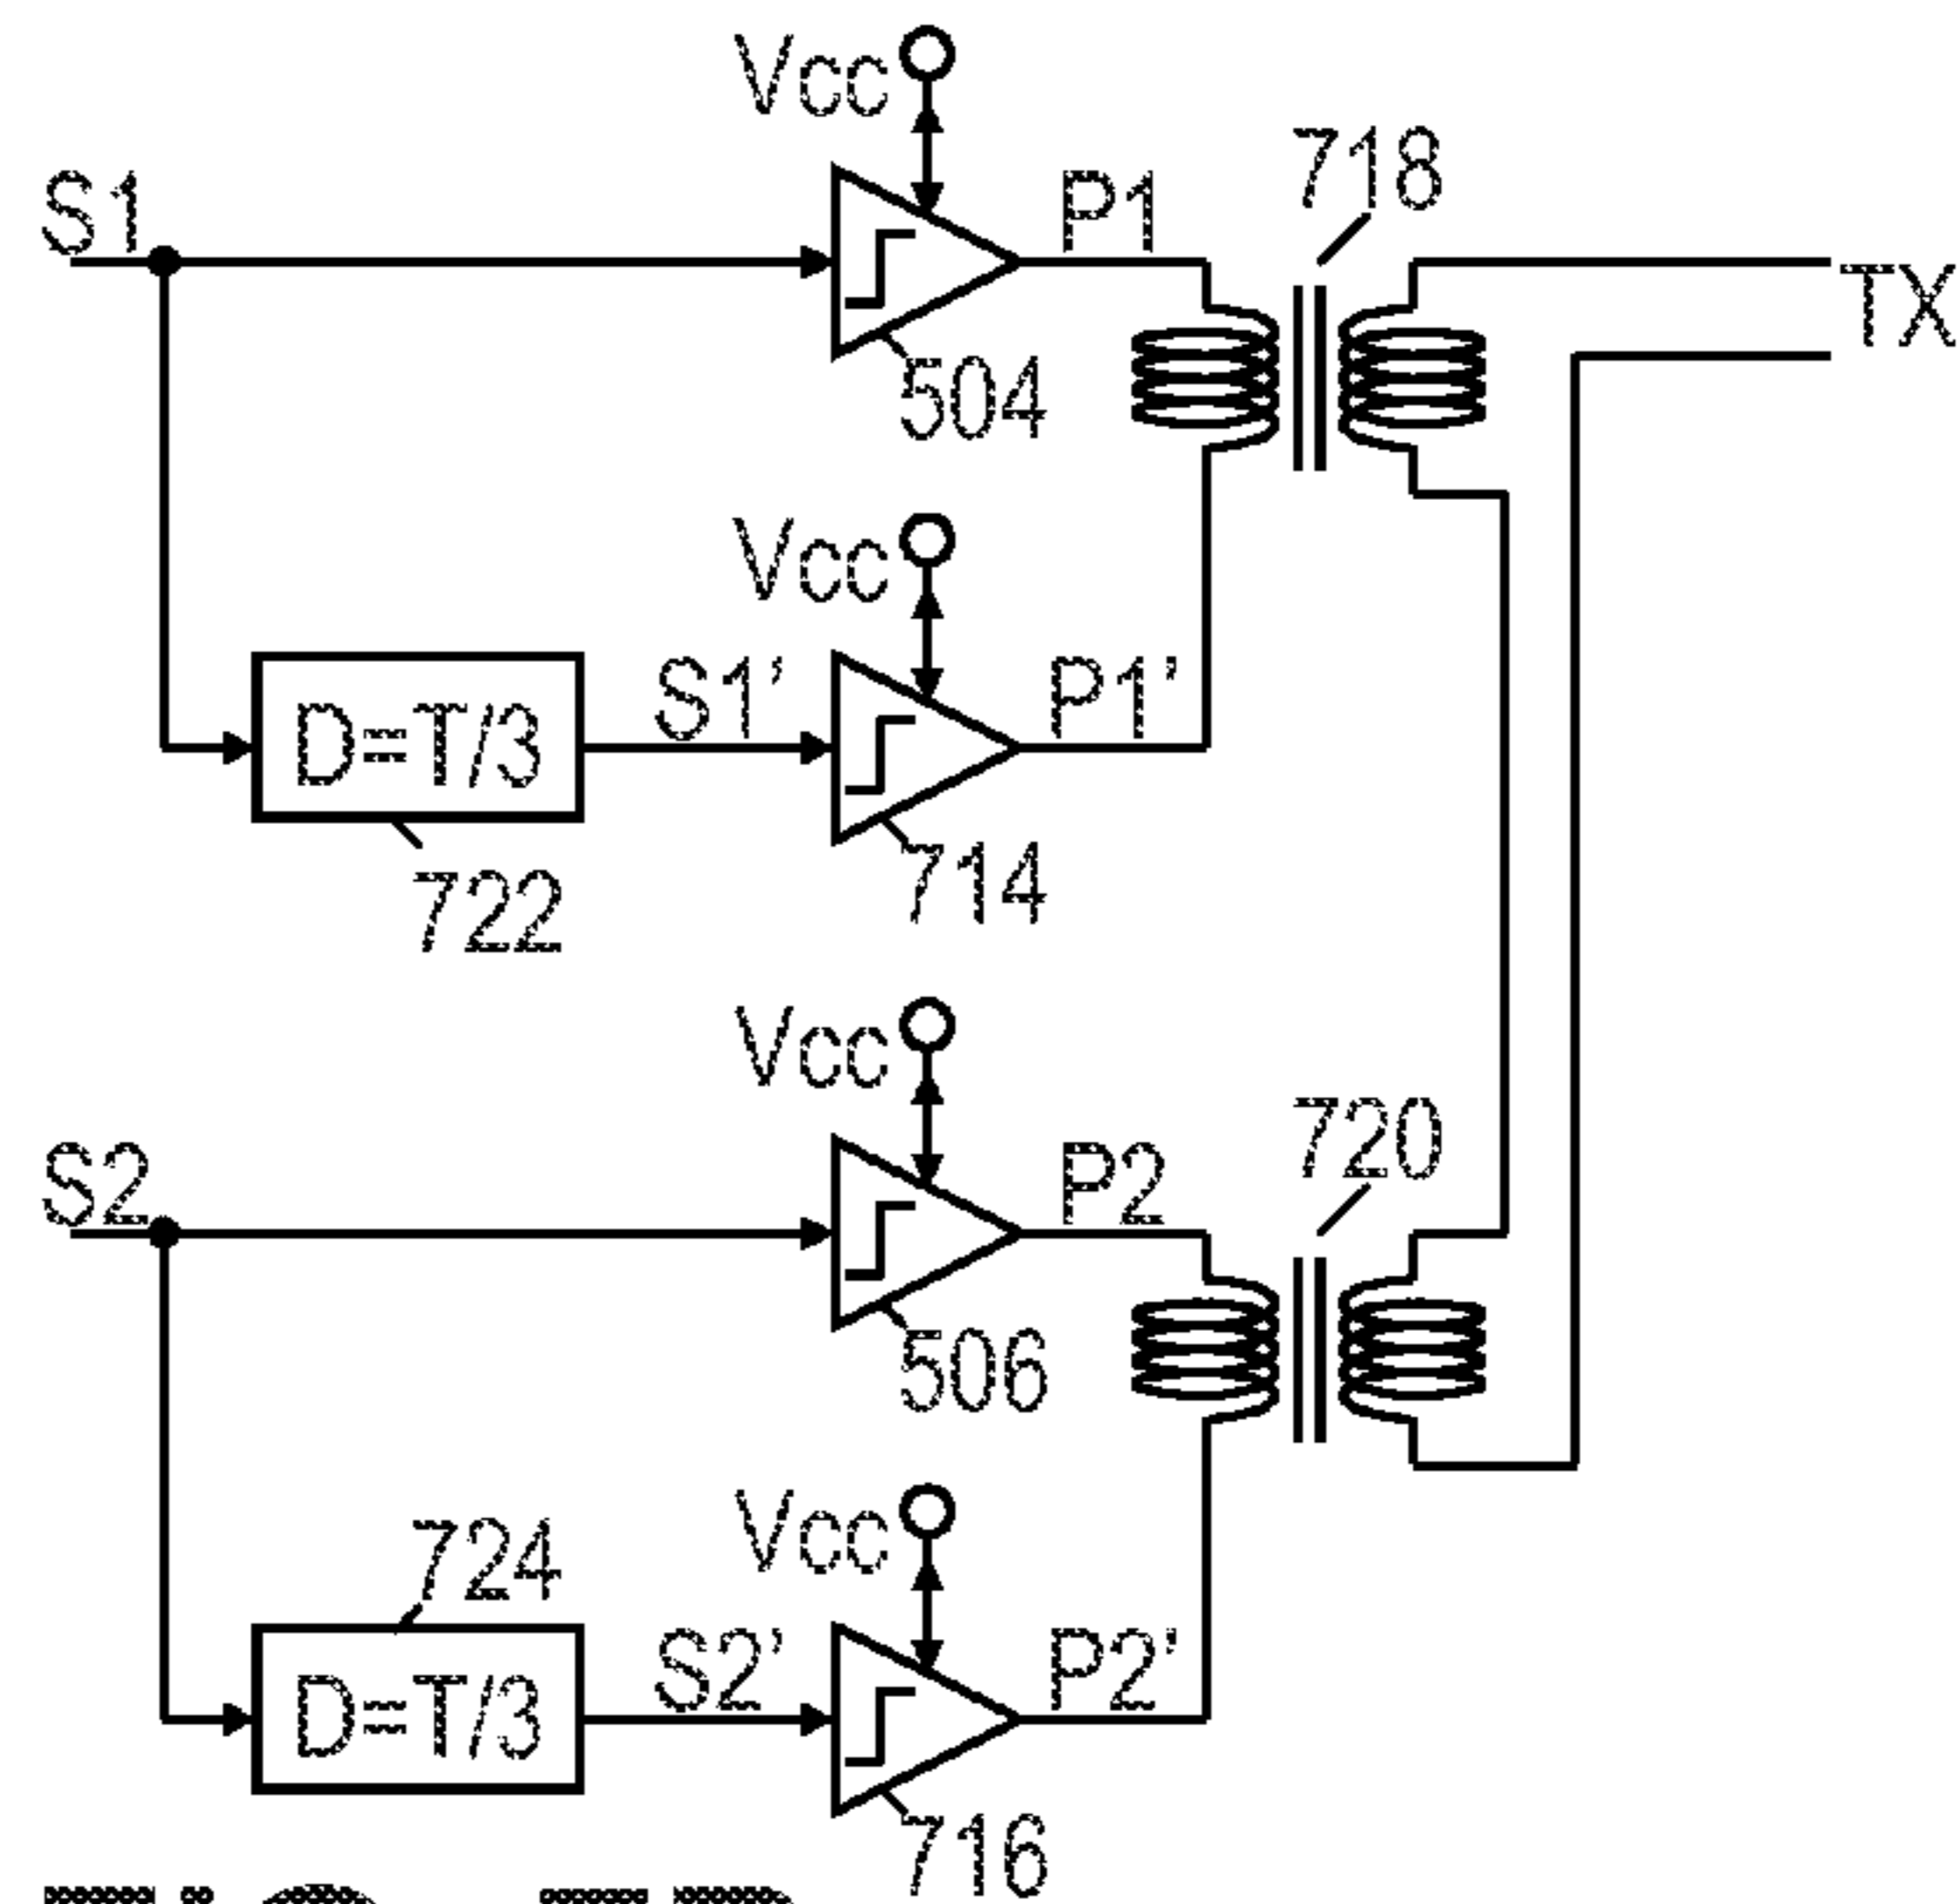 Vcc
718
S1
P1
TX
504
Vcc
S1'
P1'
D=T/3
714
722
Vcc
720
S2
P2
506
Vcc
724
S2'
P2'
D=T/3
716